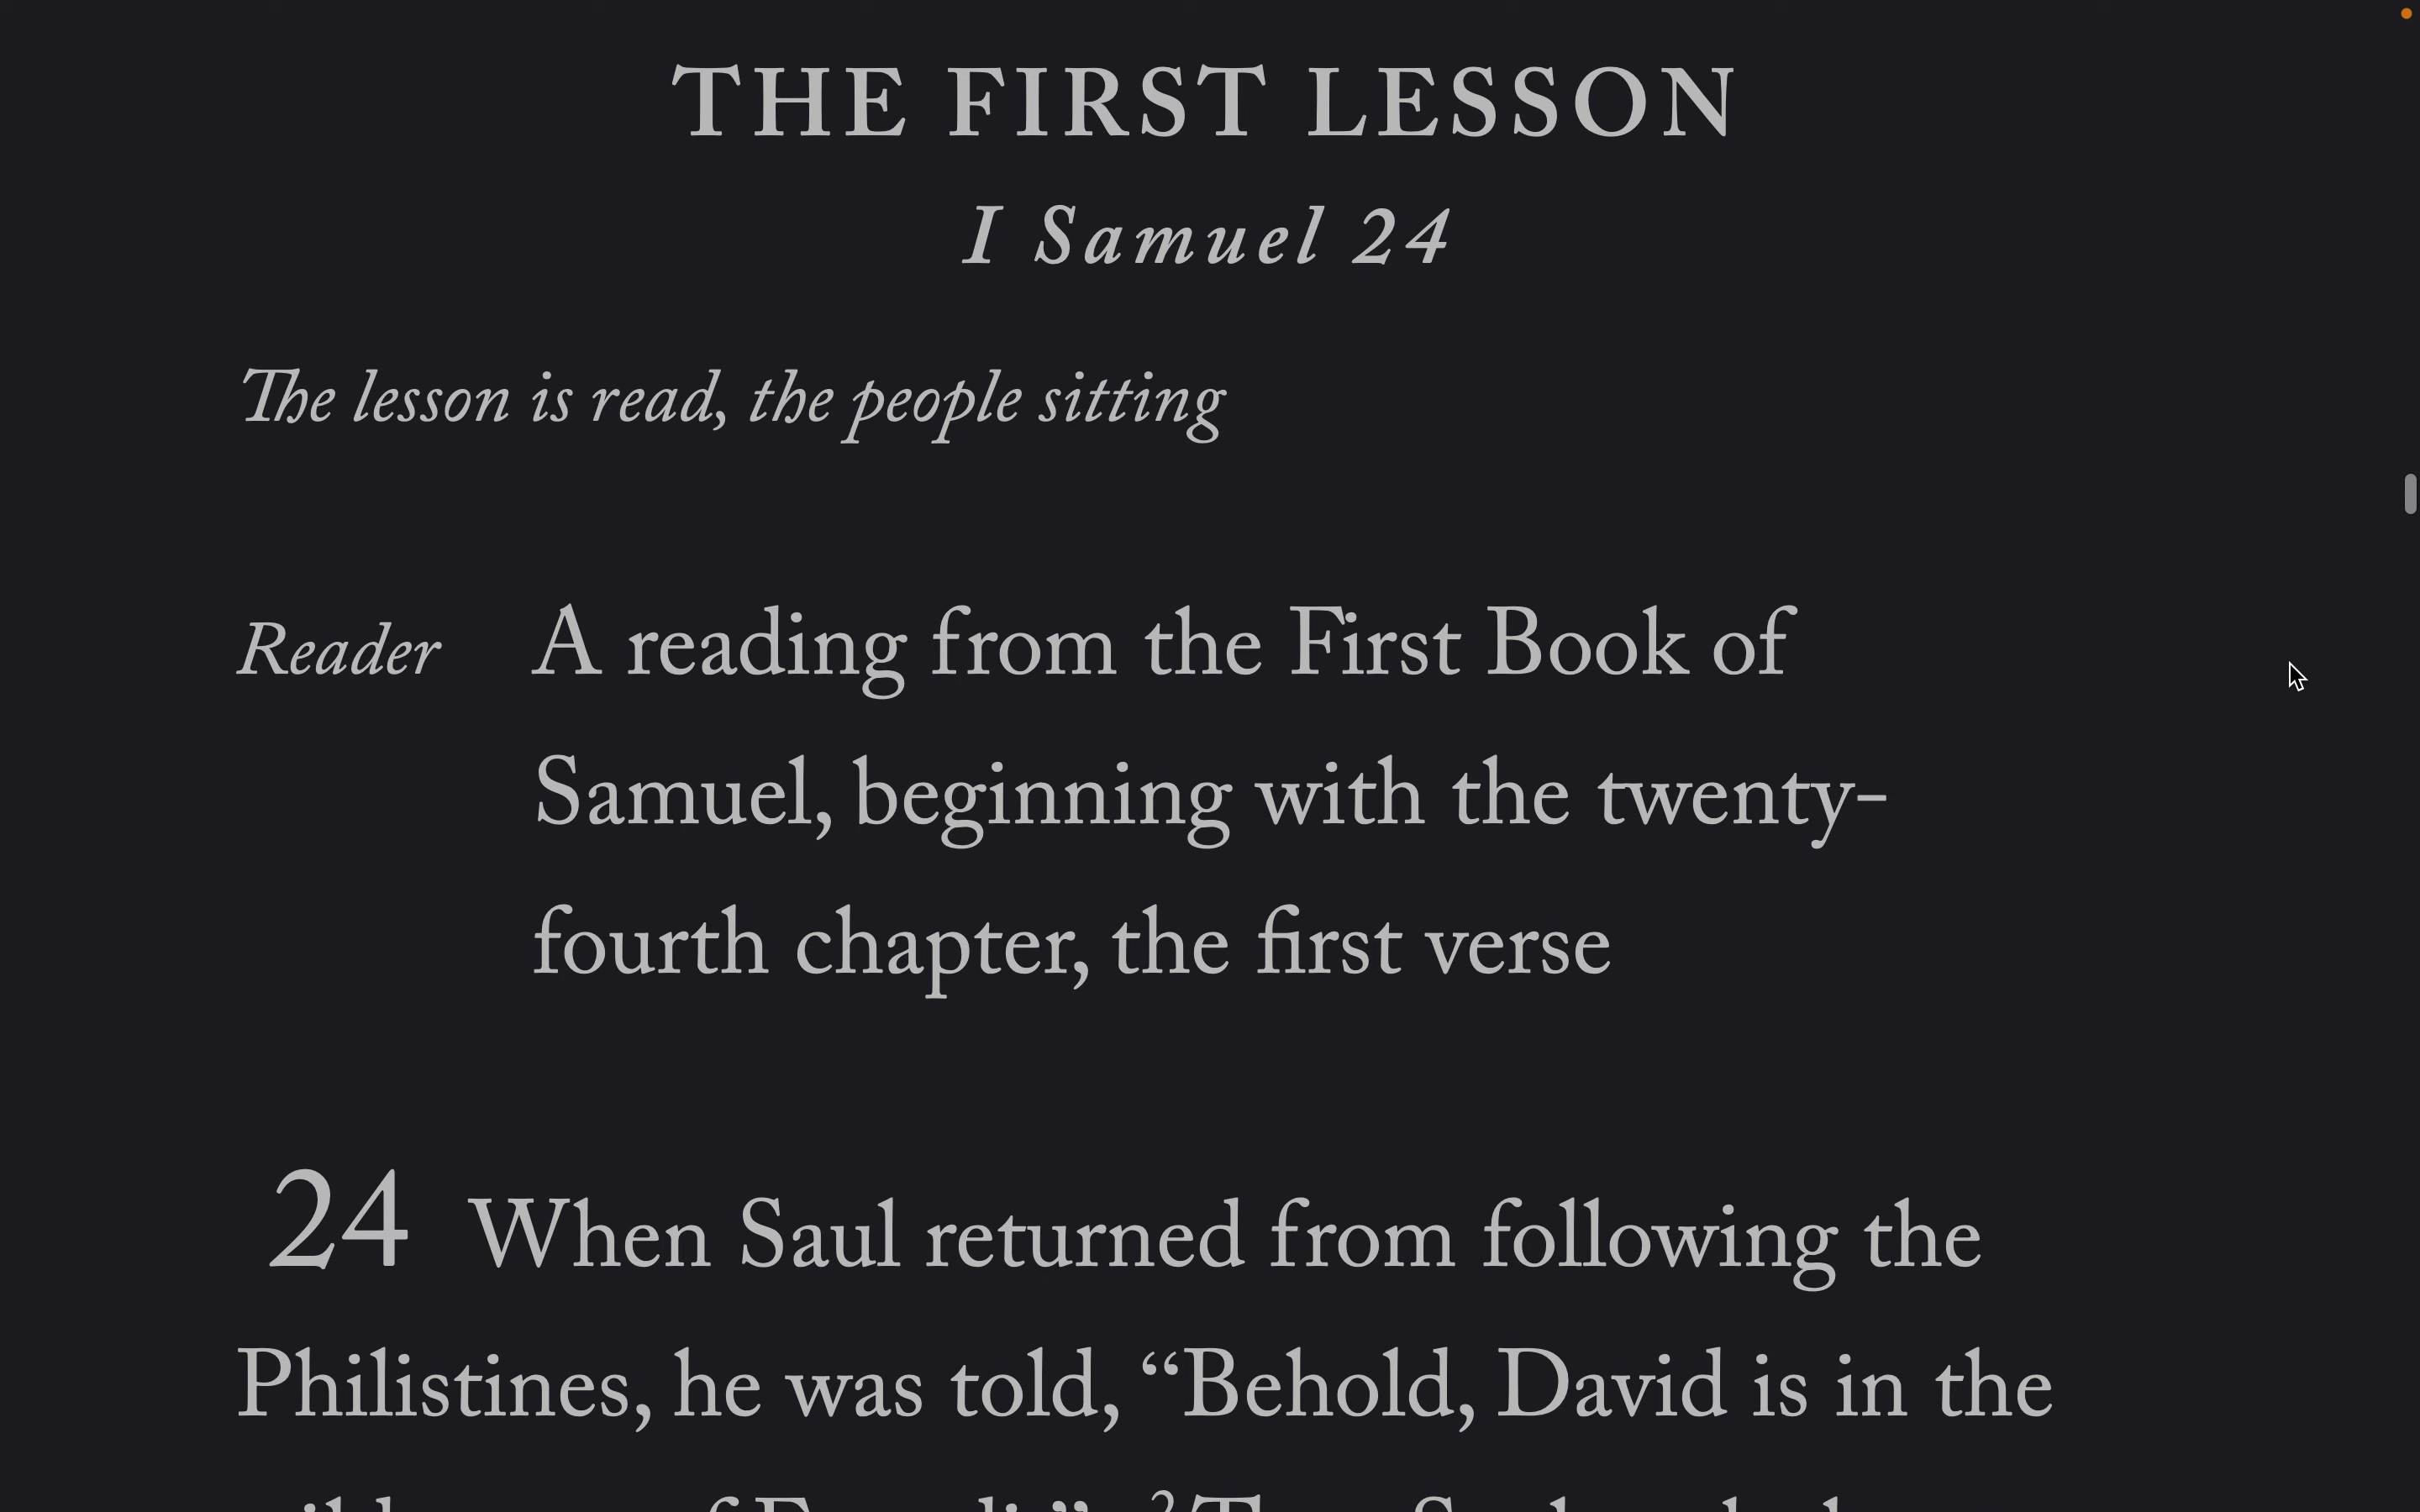 THE FIRST LESSON
I Samuel 24
The lesson is read, the people sitting
Reader A reading from the First Book of
Samuel, beginning with the twenty-
fourth chapter, the first verse
24 When Saul returned from following the
Philistines, he was told, “Behold, David is in the